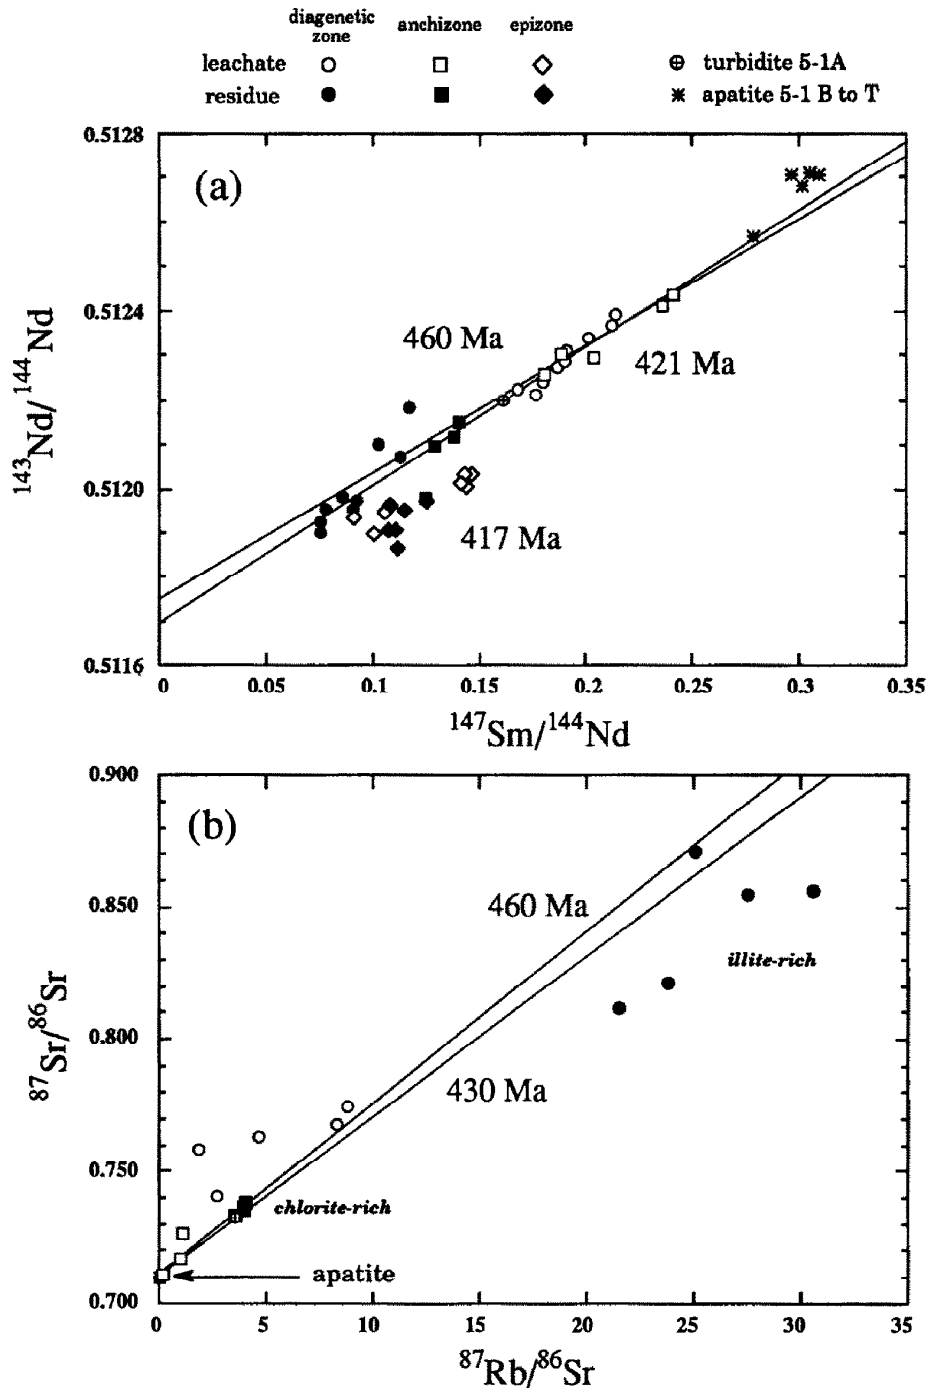 diagenetic zone anchizone epizone
leachate turbidite 5-1A
residue apatite 5-1 B to T
0.5128
(a)
0.5124
460 Ma
421 Ma
143Nd/144Nd
0.5120
417 Ma
0.5116
0 0.05 0.1 0.15 0.2 0.25 0.3 0.35
147Sm/144Nd
0.900
(b)
460 Ma
0.850
illite-rich
87Sr/86Sr
0.800
430 Ma
0.750
chlorite-rich
apatite
0.700
0 5 10 15 20 25 30 35
87Rb/86Sr